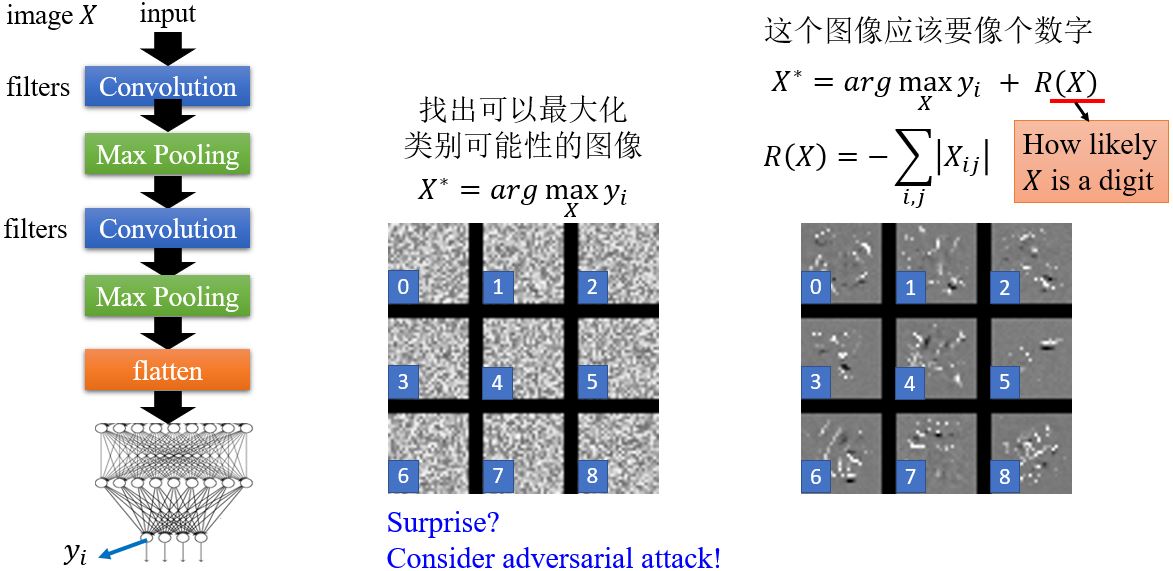 image X
input
filters
Convolution
Max Pooling
filters
Convolution
Max Pooling
flatten
y_i
找出可以最大化
类别可能性的图像
X* = arg max_X y_i
0 1 2
3 4 5
6 7 8
Surprise?
Consider adversarial attack!
这个图像应该要像个数字
X* = arg max_X y_i + R(X)
R(X) = −∑_{i,j} |X_{ij}|
How likely
X is a digit
0 1 2
3 4 5
6 7 8